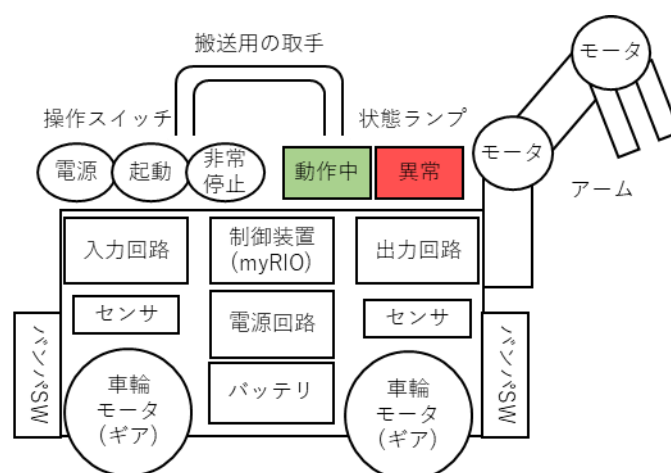 搬送用の取手
モータ
操作スイッチ
状態ランプ
電源
起動
非常
停止
動作中
異常
モータ
アーム
入力回路
制御装置
(myRIO)
出力回路
センサ
電源回路
センサ
バンパSW
バンパSW
車輪
モータ
(ギア)
バッテリ
車輪
モータ
(ギア)